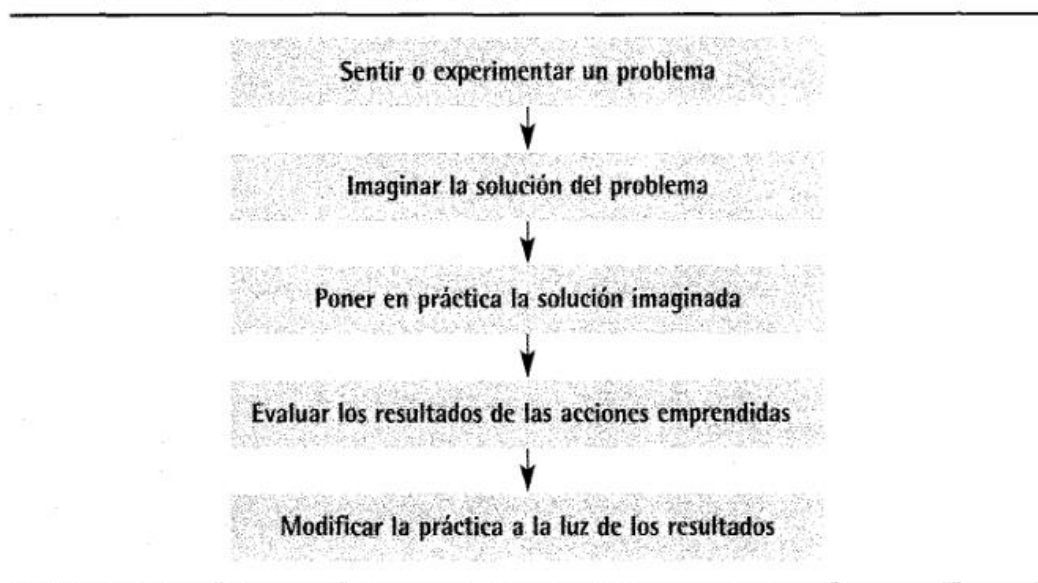 Sentir o experimentar un problema
Imaginar la solución del problema
Poner en práctica la solución imaginada
Evaluar los resultados de las acciones emprendidas
Modificar la práctica a la luz de los resultados